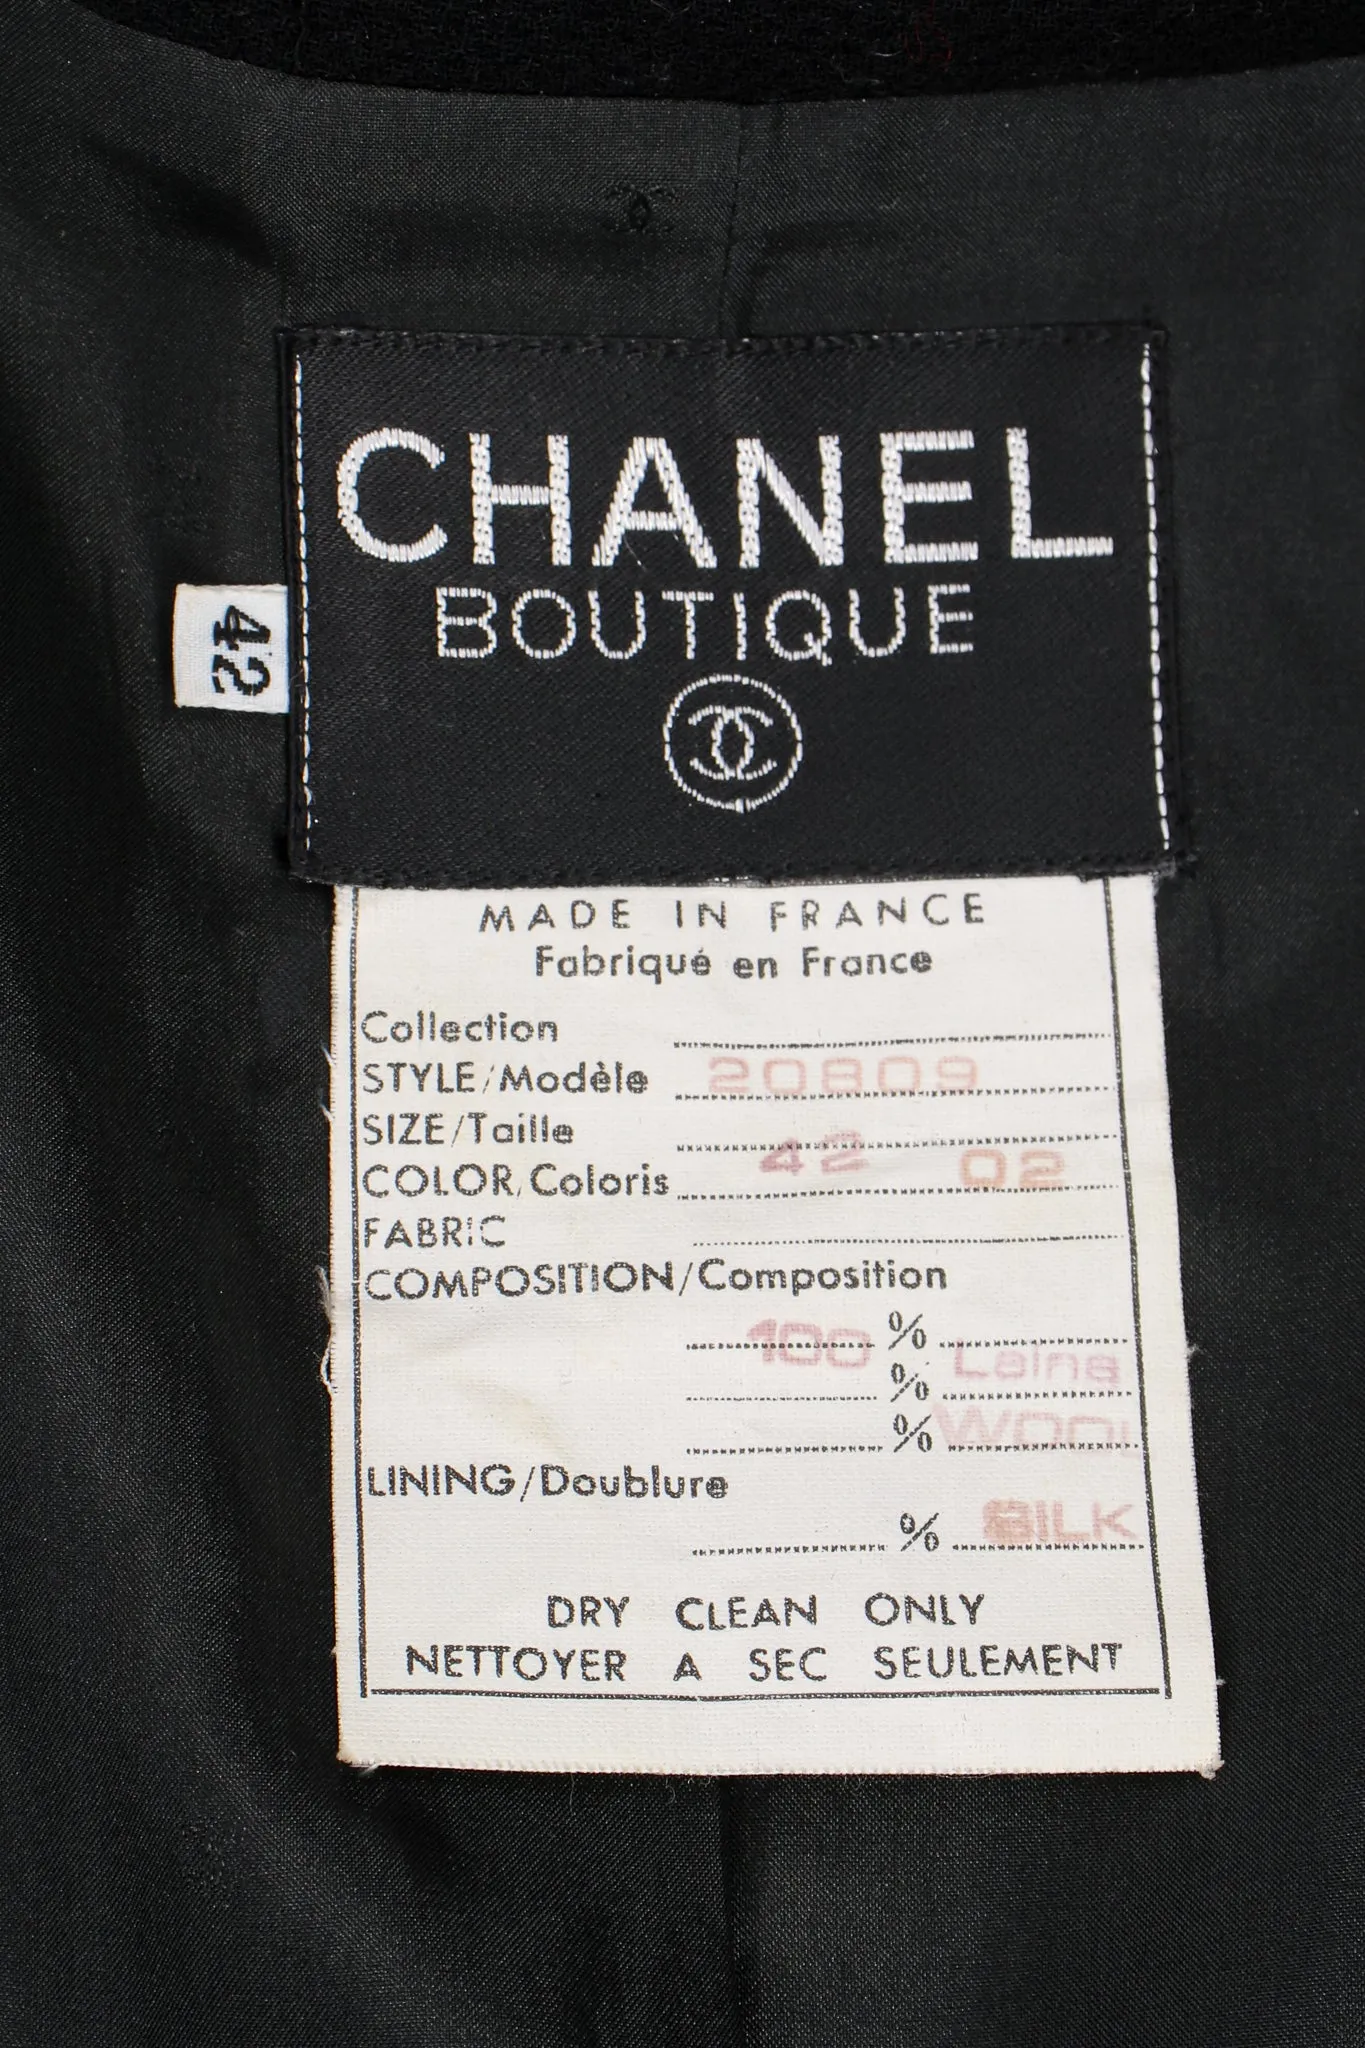 CHANEL
BOUTIQUE
42
MADE IN FRANCE
Fabriqué en France
Collection
STYLE/Modèle 20809
SIZE/Taille 42
COLOR/Coloris 02
FABRIC
COMPOSITION/Composition
100 % Laine
%
% WOOL
LINING/Doublure
% SILK
DRY CLEAN ONLY
NETTOYER A SEC SEULEMENT